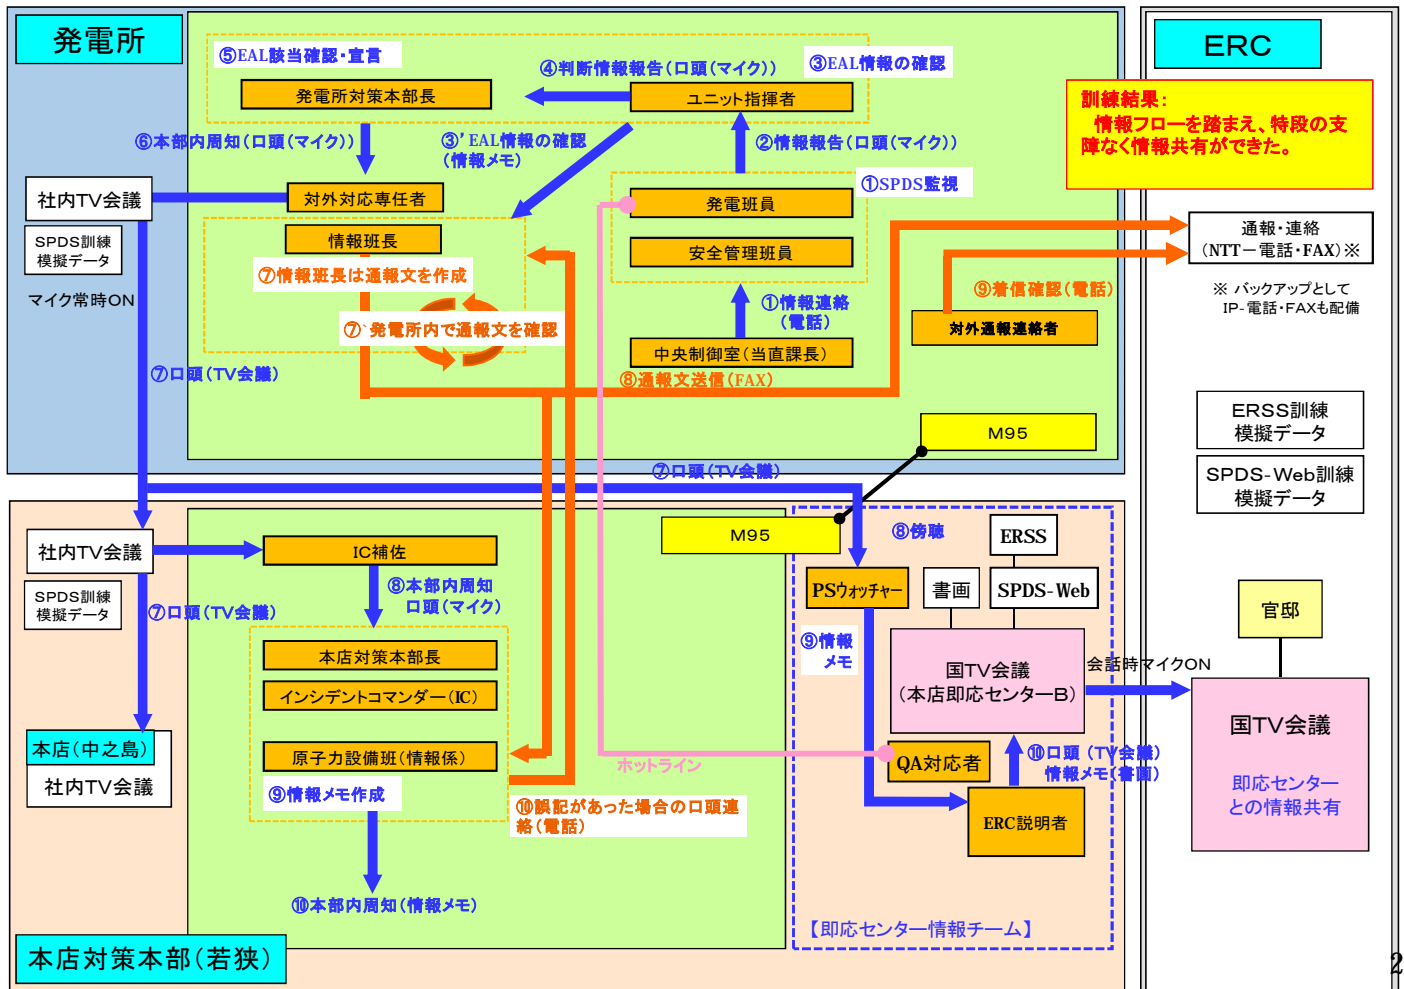 発電所
⑤EAL該当確認・宣言
④判断情報報告(口頭(マイク))
③EAL情報の確認
発電所対策本部長
ユニット指揮者
⑥本部内周知(口頭(マイク))
③’EAL情報の確認
(情報メモ)
②情報報告(口頭(マイク))
社内TV会議
SPDS訓練
模擬データ
マイク常時ON
対外対応専任者
情報班長
⑦情報班長は通報文を作成
⑦`発電所内で通報文を確認
①SPDS監視
発電班員
安全管理班員
①情報連絡
(電話)
中央制御室(当直課長)
⑨着信確認(電話)
対外通報連絡者
⑦口頭(TV会議)
⑧通報文送信(FAX)
M95
⑦口頭(TV会議)
ERC
訓練結果:
情報フローを踏まえ、特段の支
障なく情報共有ができた。
通報・連絡
(NTT-電話・FAX)※
※ バックアップとして
IP-電話・FAXも配備
ERSS訓練
模擬データ
SPDS-Web訓練
模擬データ
官邸
国TV会議
即応センター
との情報共有
社内TV会議
SPDS訓練
模擬データ
⑦口頭(TV会議)
本店(中之島)
社内TV会議
IC補佐
⑧本部内周知
口頭(マイク)
本店対策本部長
インシデントコマンダー(IC)
原子力設備班(情報係)
⑨情報メモ作成
⑩本部内周知(情報メモ)
⑩誤記があった場合の口頭連
絡(電話)
ホットライン
M95
⑧傍聴
ERSS
PSウォッチャー
書画
SPDS-Web
⑨情報
メモ
国TV会議
(本店即応センターB)
会話時マイクON
QA対応者
⑩口頭 (TV会議)
情報メモ(書画)
ERC説明者
【即応センター情報チーム】
本店対策本部(若狭)
2